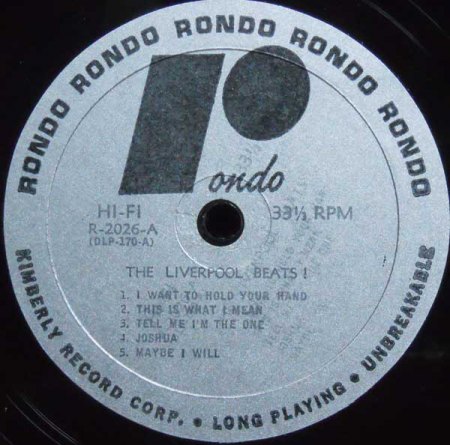 RONDO RONDO RONDO RONDO RONDO RONDO
rondo
HI-FI
33⅓ RPM
R-2026-A
(DLP-170-A)
THE LIVERPOOL BEATS!
1. I WANT TO HOLD YOUR HAND
2. THIS IS WHAT I MEAN
3. TELL ME I'M THE ONE
4. JOSHUA
5. MAYBE I WILL
KIMBERLY RECORD CORP. • LONG PLAYING • UNBREAKABLE